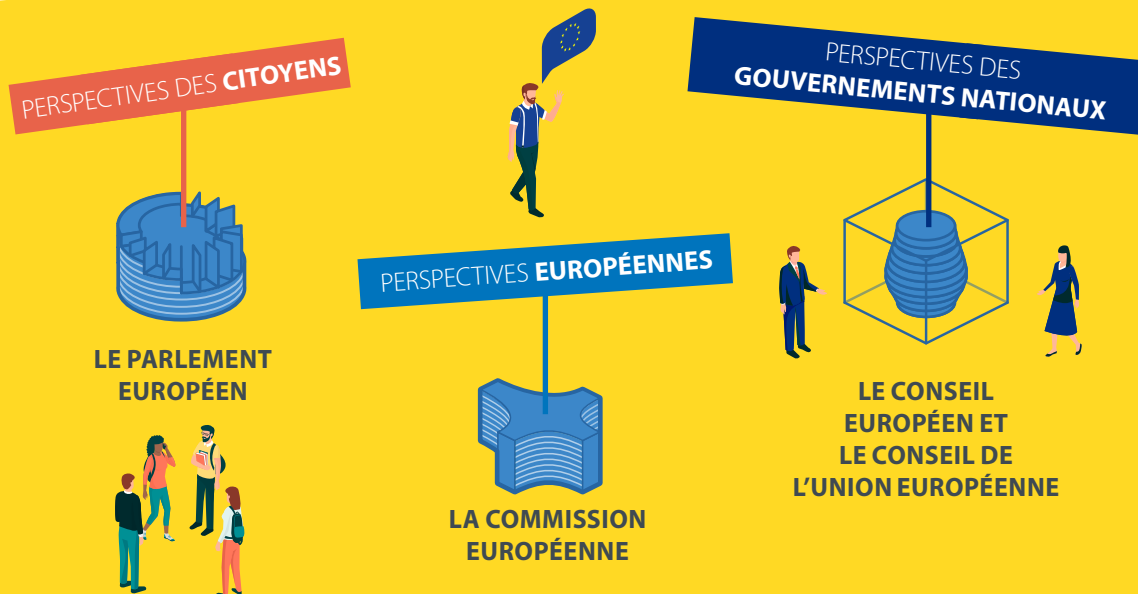 PERSPECTIVES DES CITOYENS
LE PARLEMENT
EUROPÉEN
PERSPECTIVES EUROPÉENNES
LA COMMISSION
EUROPÉENNE
PERSPECTIVES DES
GOUVERNEMENTS NATIONAUX
LE CONSEIL
EUROPÉEN ET
LE CONSEIL DE
L’UNION EUROPÉENNE